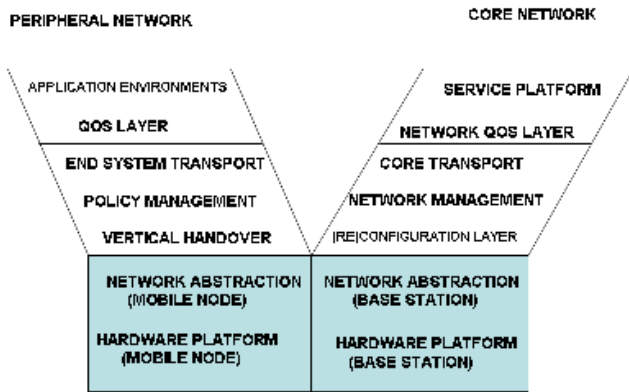 PERIPHERAL NETWORK
CORE NETWORK
APPLICATION ENVIRONMENTS
QOS LAYER
END SYSTEM TRANSPORT
POLICY MANAGEMENT
VERTICAL HANDOVER
SERVICE PLATFORM
NETWORK QOS LAYER
CORE TRANSPORT
NETWORK MANAGEMENT
(RE)CONFIGURATION LAYER
NETWORK ABSTRACTION
(MOBILE NODE)
HARDWARE PLATFORM
(MOBILE NODE)
NETWORK ABSTRACTION
(BASE STATION)
HARDWARE PLATFORM
(BASE STATION)